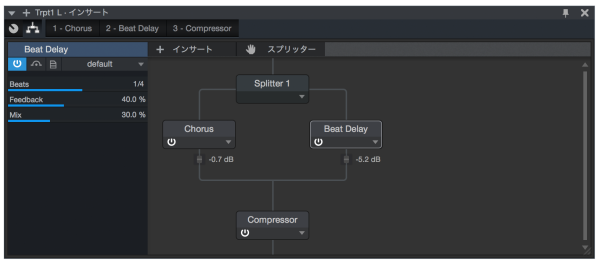 Trpt1 L - インサート
1 - Chorus 2 - Beat Delay 3 - Compressor
Beat Delay インサート スプリッター
default
Beats 1/4
Feedback 40.0 %
Mix 30.0 %
Splitter 1
Chorus Beat Delay
-0.7 dB -5.2 dB
Compressor